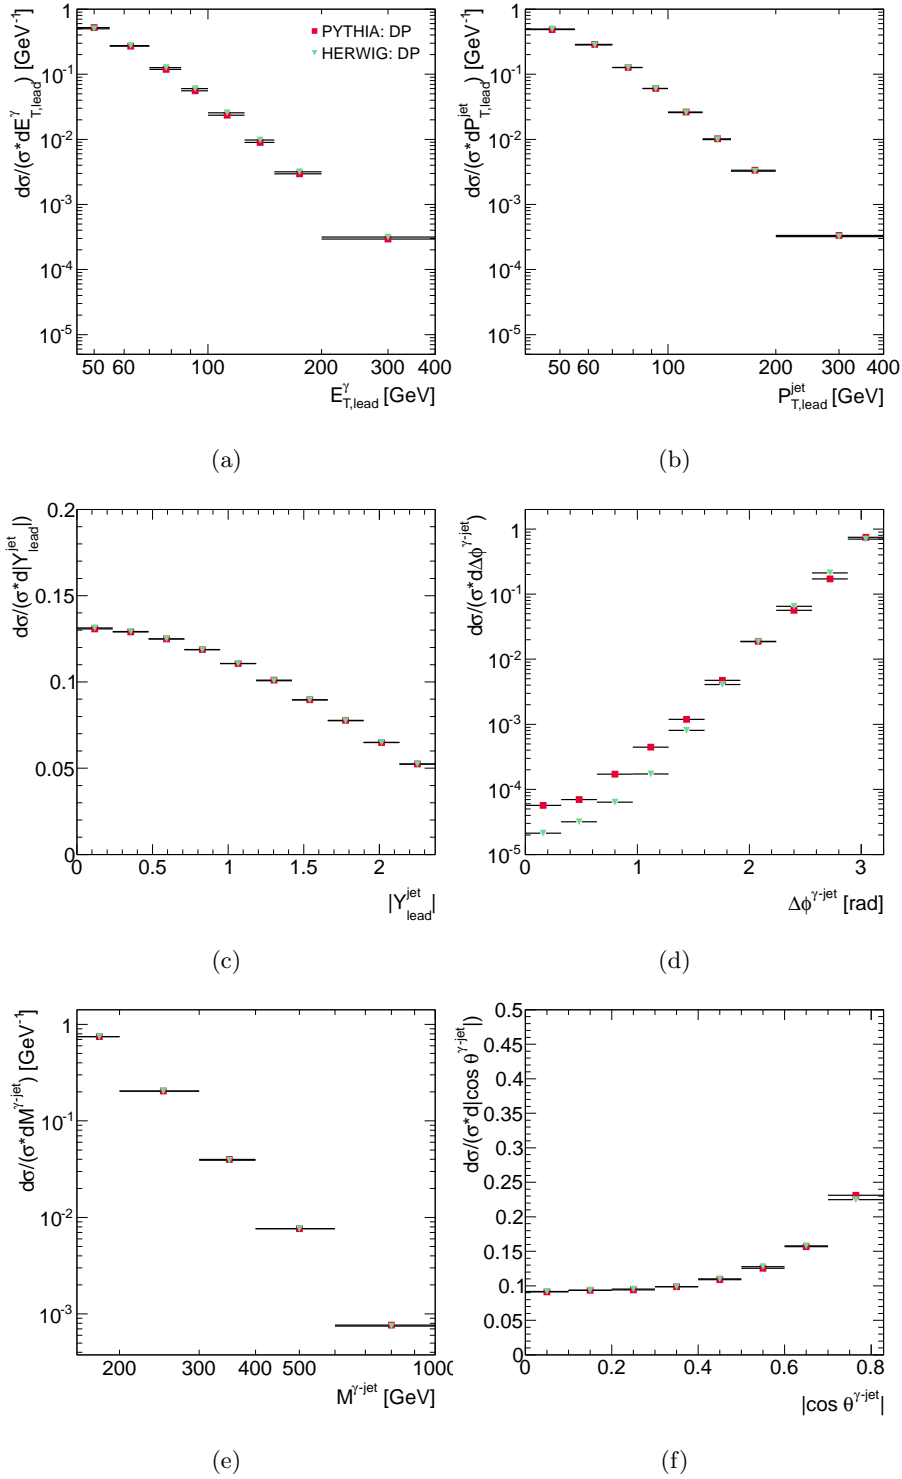 dσ/(σ*dE^γ_T,lead) [GeV⁻¹]
1
10⁻¹
10⁻²
10⁻³
10⁻⁴
10⁻⁵
PYTHIA: DP
HERWIG: DP
50 60 100 200 300 400
E^γ_T,lead [GeV]
(a)
dσ/(σ*dP^jet_T,lead) [GeV⁻¹]
1
10⁻¹
10⁻²
10⁻³
10⁻⁴
10⁻⁵
50 60 100 200 300 400
P^jet_T,lead [GeV]
(b)
dσ/(σ*d|Y^jet_lead|)
0.2
0.15
0.1
0.05
0
0 0.5 1 1.5 2
|Y^jet_lead|
(c)
dσ/(σ*dΔϕ^γ-jet)
1
10⁻¹
10⁻²
10⁻³
10⁻⁴
10⁻⁵
0 1 2 3
Δϕ^γ-jet [rad]
(d)
dσ/(σ*dM^γ-jet) [GeV⁻¹]
1
10⁻¹
10⁻²
10⁻³
200 300 400 500 1000
M^γ-jet [GeV]
(e)
dσ/(σ*d|cos θ^γ-jet|)
0.5
0.45
0.4
0.35
0.3
0.25
0.2
0.15
0.1
0.05
0
0 0.2 0.4 0.6 0.8
|cos θ^γ-jet|
(f)